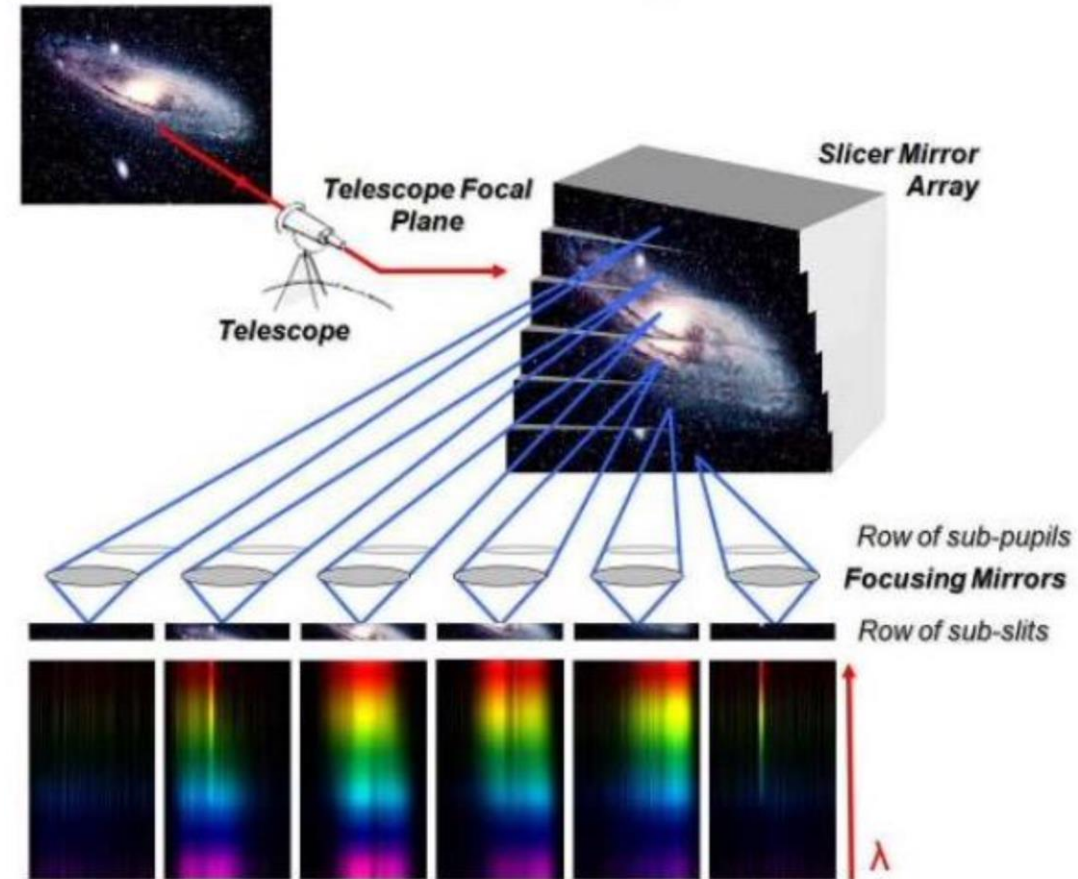 Slicer Mirror
Array
Telescope Focal
Plane
Telescope
Row of sub-pupils
Focusing Mirrors
Row of sub-slits
λ